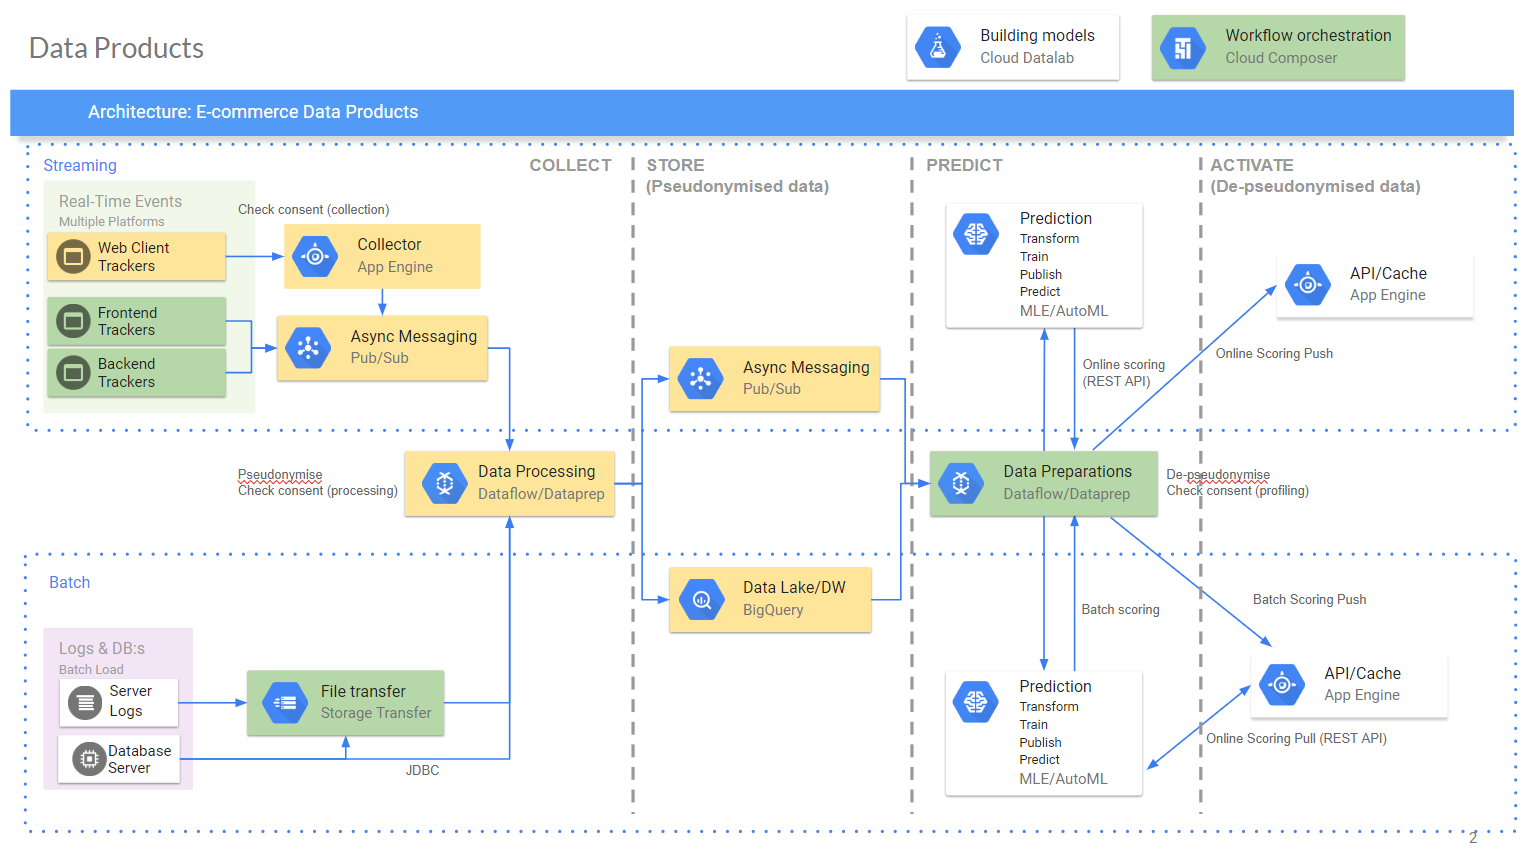 Data Products
Building models
Cloud Datalab
Workflow orchestration
Cloud Composer
Architecture: E-commerce Data Products
Streaming
COLLECT
STORE
(Pseudonymised data)
PREDICT
ACTIVATE
(De-pseudonymised data)
Real-Time Events
Multiple Platforms
Check consent (collection)
Web Client
Trackers
Collector
App Engine
Frontend
Trackers
Backend
Trackers
Async Messaging
Pub/Sub
Async Messaging
Pub/Sub
Prediction
Transform
Train
Publish
Predict
MLE/AutoML
API/Cache
App Engine
Online scoring
(REST API)
Online Scoring Push
Pseudonymise
Check consent (processing)
Data Processing
Dataflow/Dataprep
Data Preparations
Dataflow/Dataprep
De-pseudonymise
Check consent (profiling)
Batch
Data Lake/DW
BigQuery
Batch scoring
Batch Scoring Push
Logs & DB:s
Batch Load
Server
Logs
File transfer
Storage Transfer
Database
Server
JDBC
Prediction
Transform
Train
Publish
Predict
MLE/AutoML
API/Cache
App Engine
Online Scoring Pull (REST API)
2